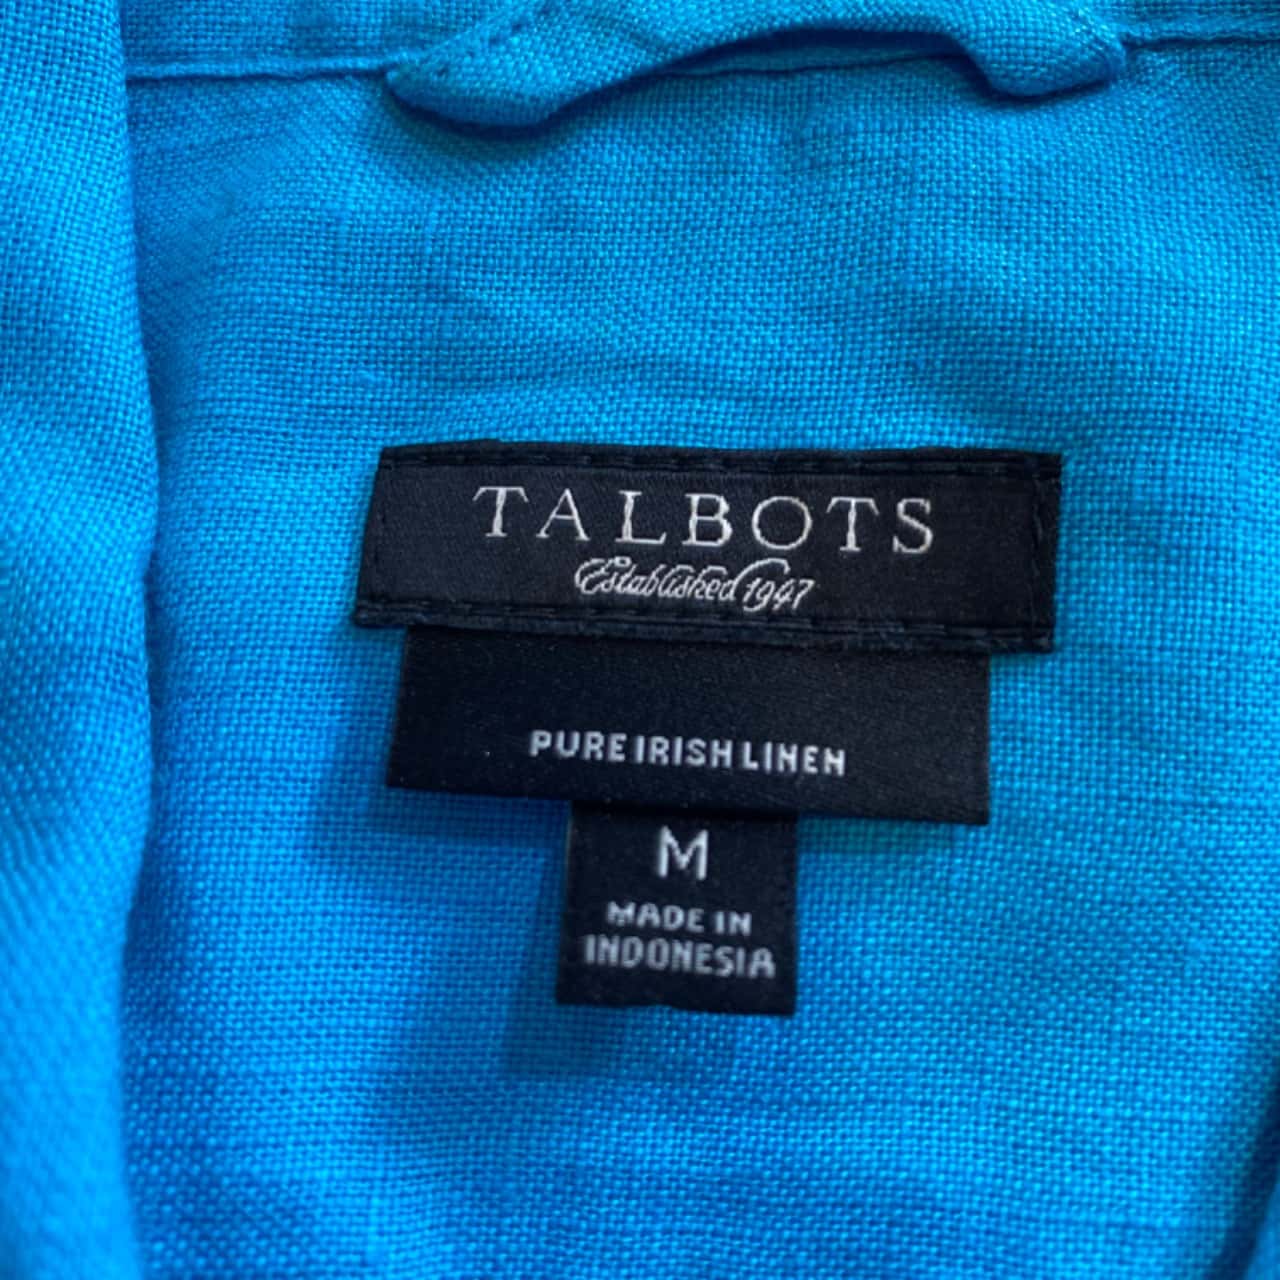 TALBOTS
Established 1947
PURE IRISH LINEN
M
MADE IN
INDONESIA